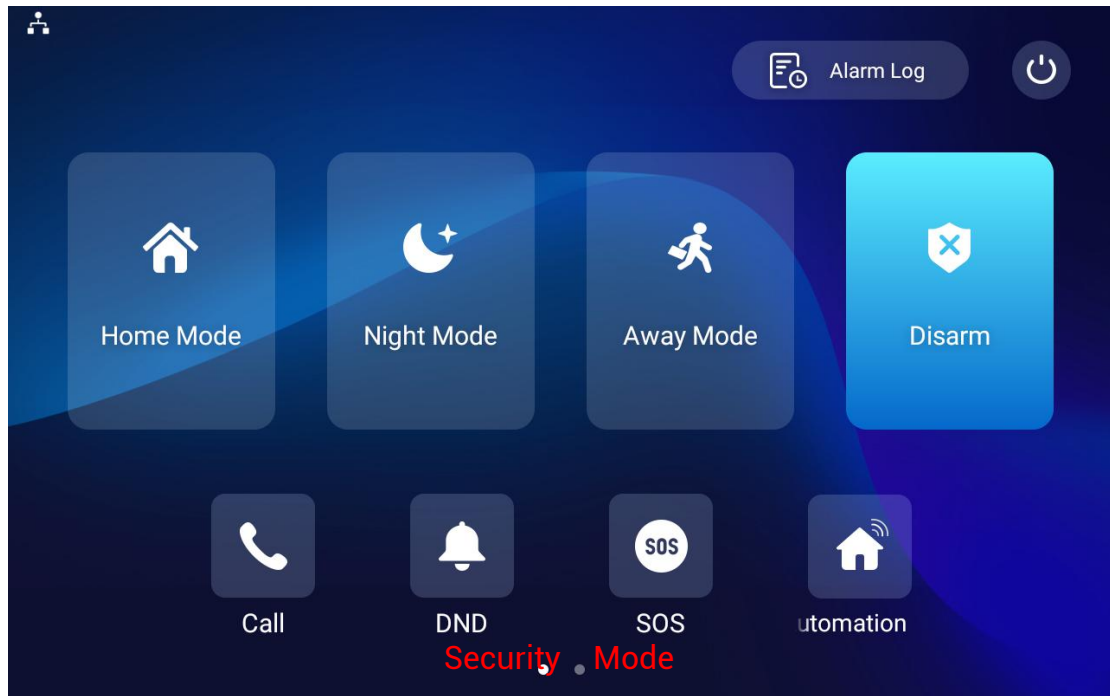 Alarm Log
Home Mode
Night Mode
Away Mode
Disarm
SOS
Call
DND
SOS
utomation
Security Mode